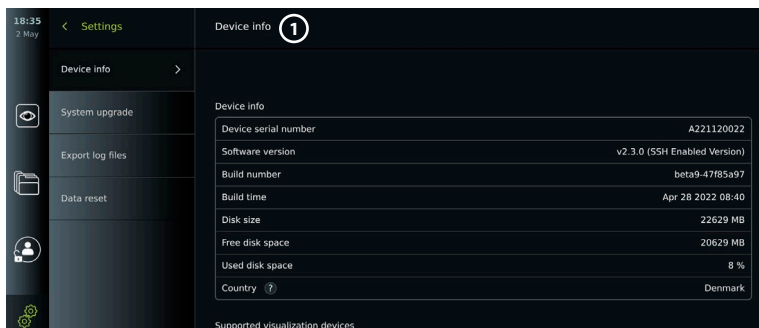 18:35
2 May
Settings
Device info
1
Device info
System upgrade
Export log files
Data reset
Device info
Device serial number A221120022
Software version v2.3.0 (SSH Enabled Version)
Build number beta9-47f85a97
Build time Apr 28 2022 08:40
Disk size 22629 MB
Free disk space 20629 MB
Used disk space 8 %
Country ? Denmark
Supported visualization devices